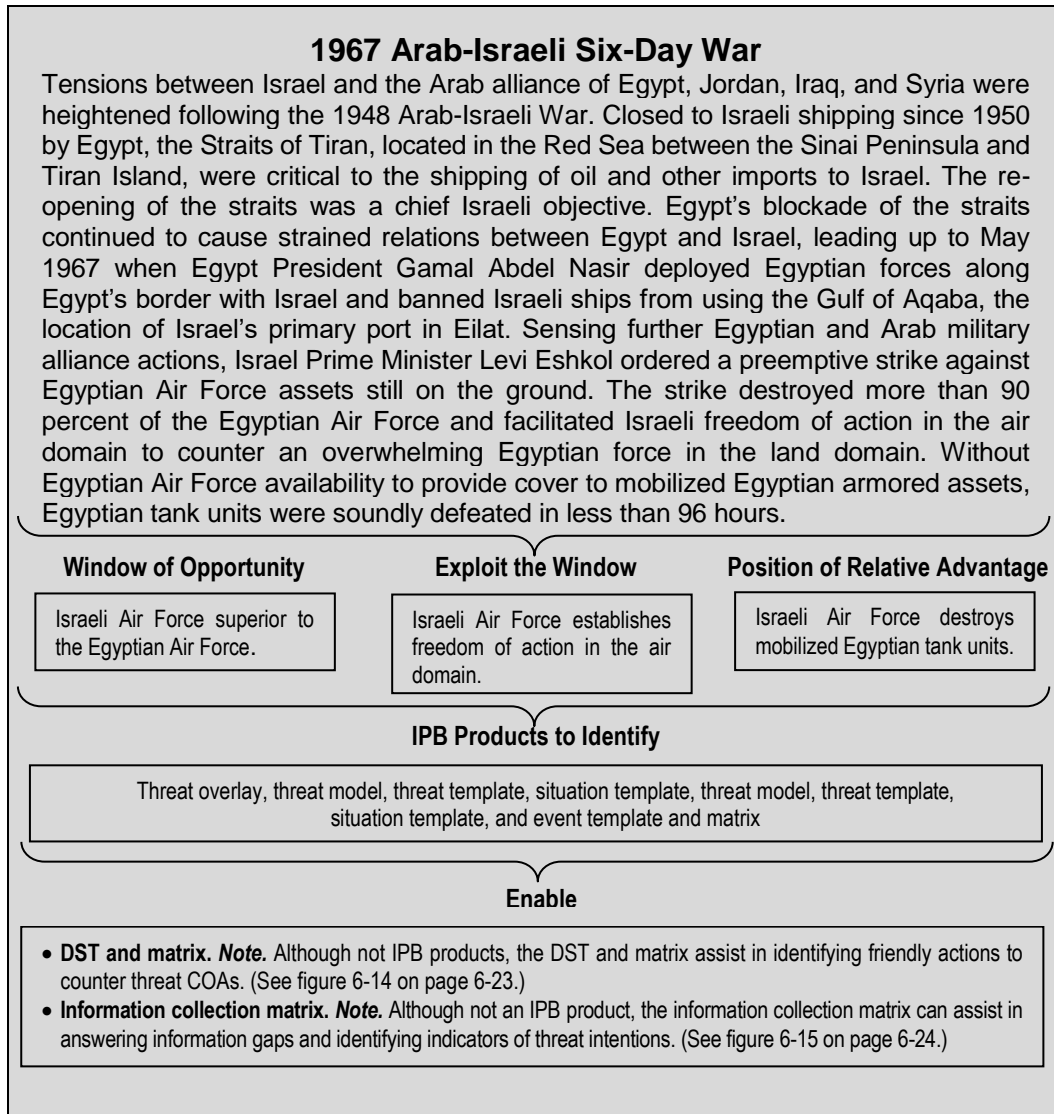 1967 Arab-Israeli Six-Day War
Tensions between Israel and the Arab alliance of Egypt, Jordan, Iraq, and Syria were
heightened following the 1948 Arab-Israeli War. Closed to Israeli shipping since 1950
by Egypt, the Straits of Tiran, located in the Red Sea between the Sinai Peninsula and
Tiran Island, were critical to the shipping of oil and other imports to Israel. The re-
opening of the straits was a chief Israeli objective. Egypt's blockade of the straits
continued to cause strained relations between Egypt and Israel, leading up to May
1967 when Egypt President Gamal Abdel Nasir deployed Egyptian forces along
Egypt's border with Israel and banned Israeli ships from using the Gulf of Aqaba, the
location of Israel's primary port in Eilat. Sensing further Egyptian and Arab military
alliance actions, Israel Prime Minister Levi Eshkol ordered a preemptive strike against
Egyptian Air Force assets still on the ground. The strike destroyed more than 90
percent of the Egyptian Air Force and facilitated Israeli freedom of action in the air
domain to counter an overwhelming Egyptian force in the land domain. Without
Egyptian Air Force availability to provide cover to mobilized Egyptian armored assets,
Egyptian tank units were soundly defeated in less than 96 hours.
Window of Opportunity
Israeli Air Force superior to
the Egyptian Air Force.
Exploit the Window
Israeli Air Force establishes
freedom of action in the air
domain.
Position of Relative Advantage
Israeli Air Force destroys
mobilized Egyptian tank units.
IPB Products to Identify
Threat overlay, threat model, threat template, situation template, threat model, threat template,
situation template, and event template and matrix
Enable
• DST and matrix. Note. Although not IPB products, the DST and matrix assist in identifying friendly actions to
counter threat COAs. (See figure 6-14 on page 6-23.)
• Information collection matrix. Note. Although not an IPB product, the information collection matrix can assist in
answering information gaps and identifying indicators of threat intentions. (See figure 6-15 on page 6-24.)